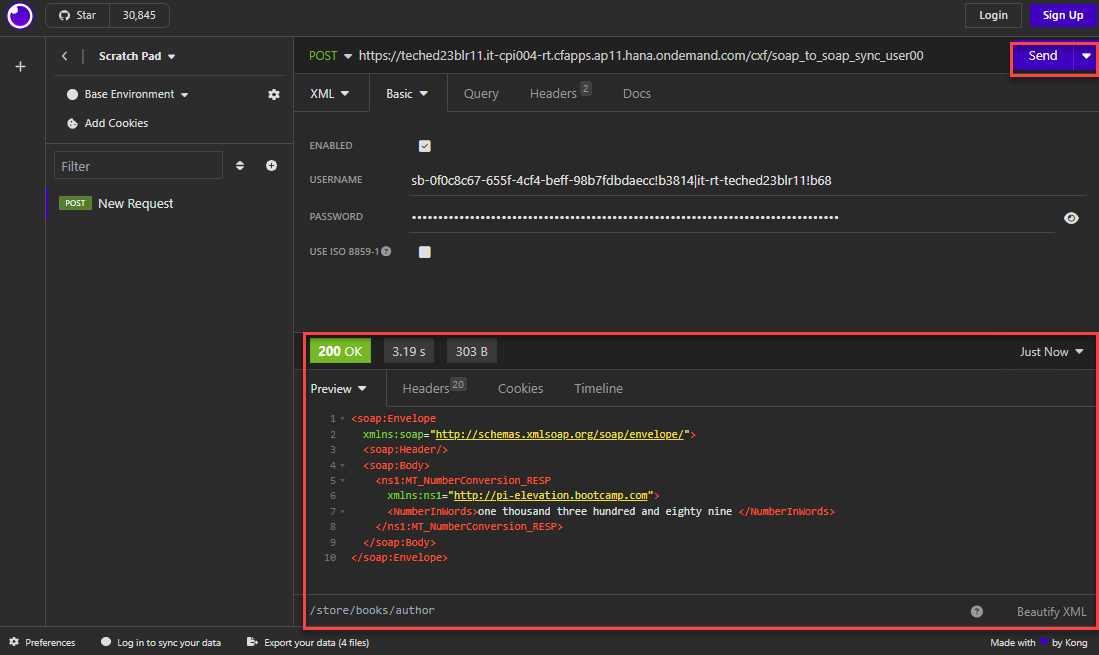 Star 30,845 Login Sign Up
Scratch Pad
POST https://teched23blr11.it-cpi004-rt.cfapps.ap11.hana.ondemand.com/cxf/soap_to_soap_sync_user00 Send
Base Environment
Add Cookies
XML Basic Query Headers 2 Docs
Filter
POST New Request
ENABLED
USERNAME sb-0f0c8c67-655f-4cf4-beff-98b7fdbdaecc!b3814|it-rt-teched23blr11!b68
PASSWORD ••••••••••••••••••••••••••••••••••••••••••••••••••••••••••••••••••••••••••••••••
USE ISO 8859-1
200 OK 3.19 s 303 B Just Now
Preview Headers 20 Cookies Timeline
1 <soap:Envelope
2 xmlns:soap="http://schemas.xmlsoap.org/soap/envelope/">
3 <soap:Header/>
4 <soap:Body>
5 <ns1:MT_NumberConversion_RESP
6 xmlns:ns1="http://pi-elevation.bootcamp.com">
7 <NumberInWords>one thousand three hundred and eighty nine </NumberInWords>
8 </ns1:MT_NumberConversion_RESP>
9 </soap:Body>
10 </soap:Envelope>
/store/books/author Beautify XML
Preferences Log in to sync your data Export your data (4 files) Made with by Kong